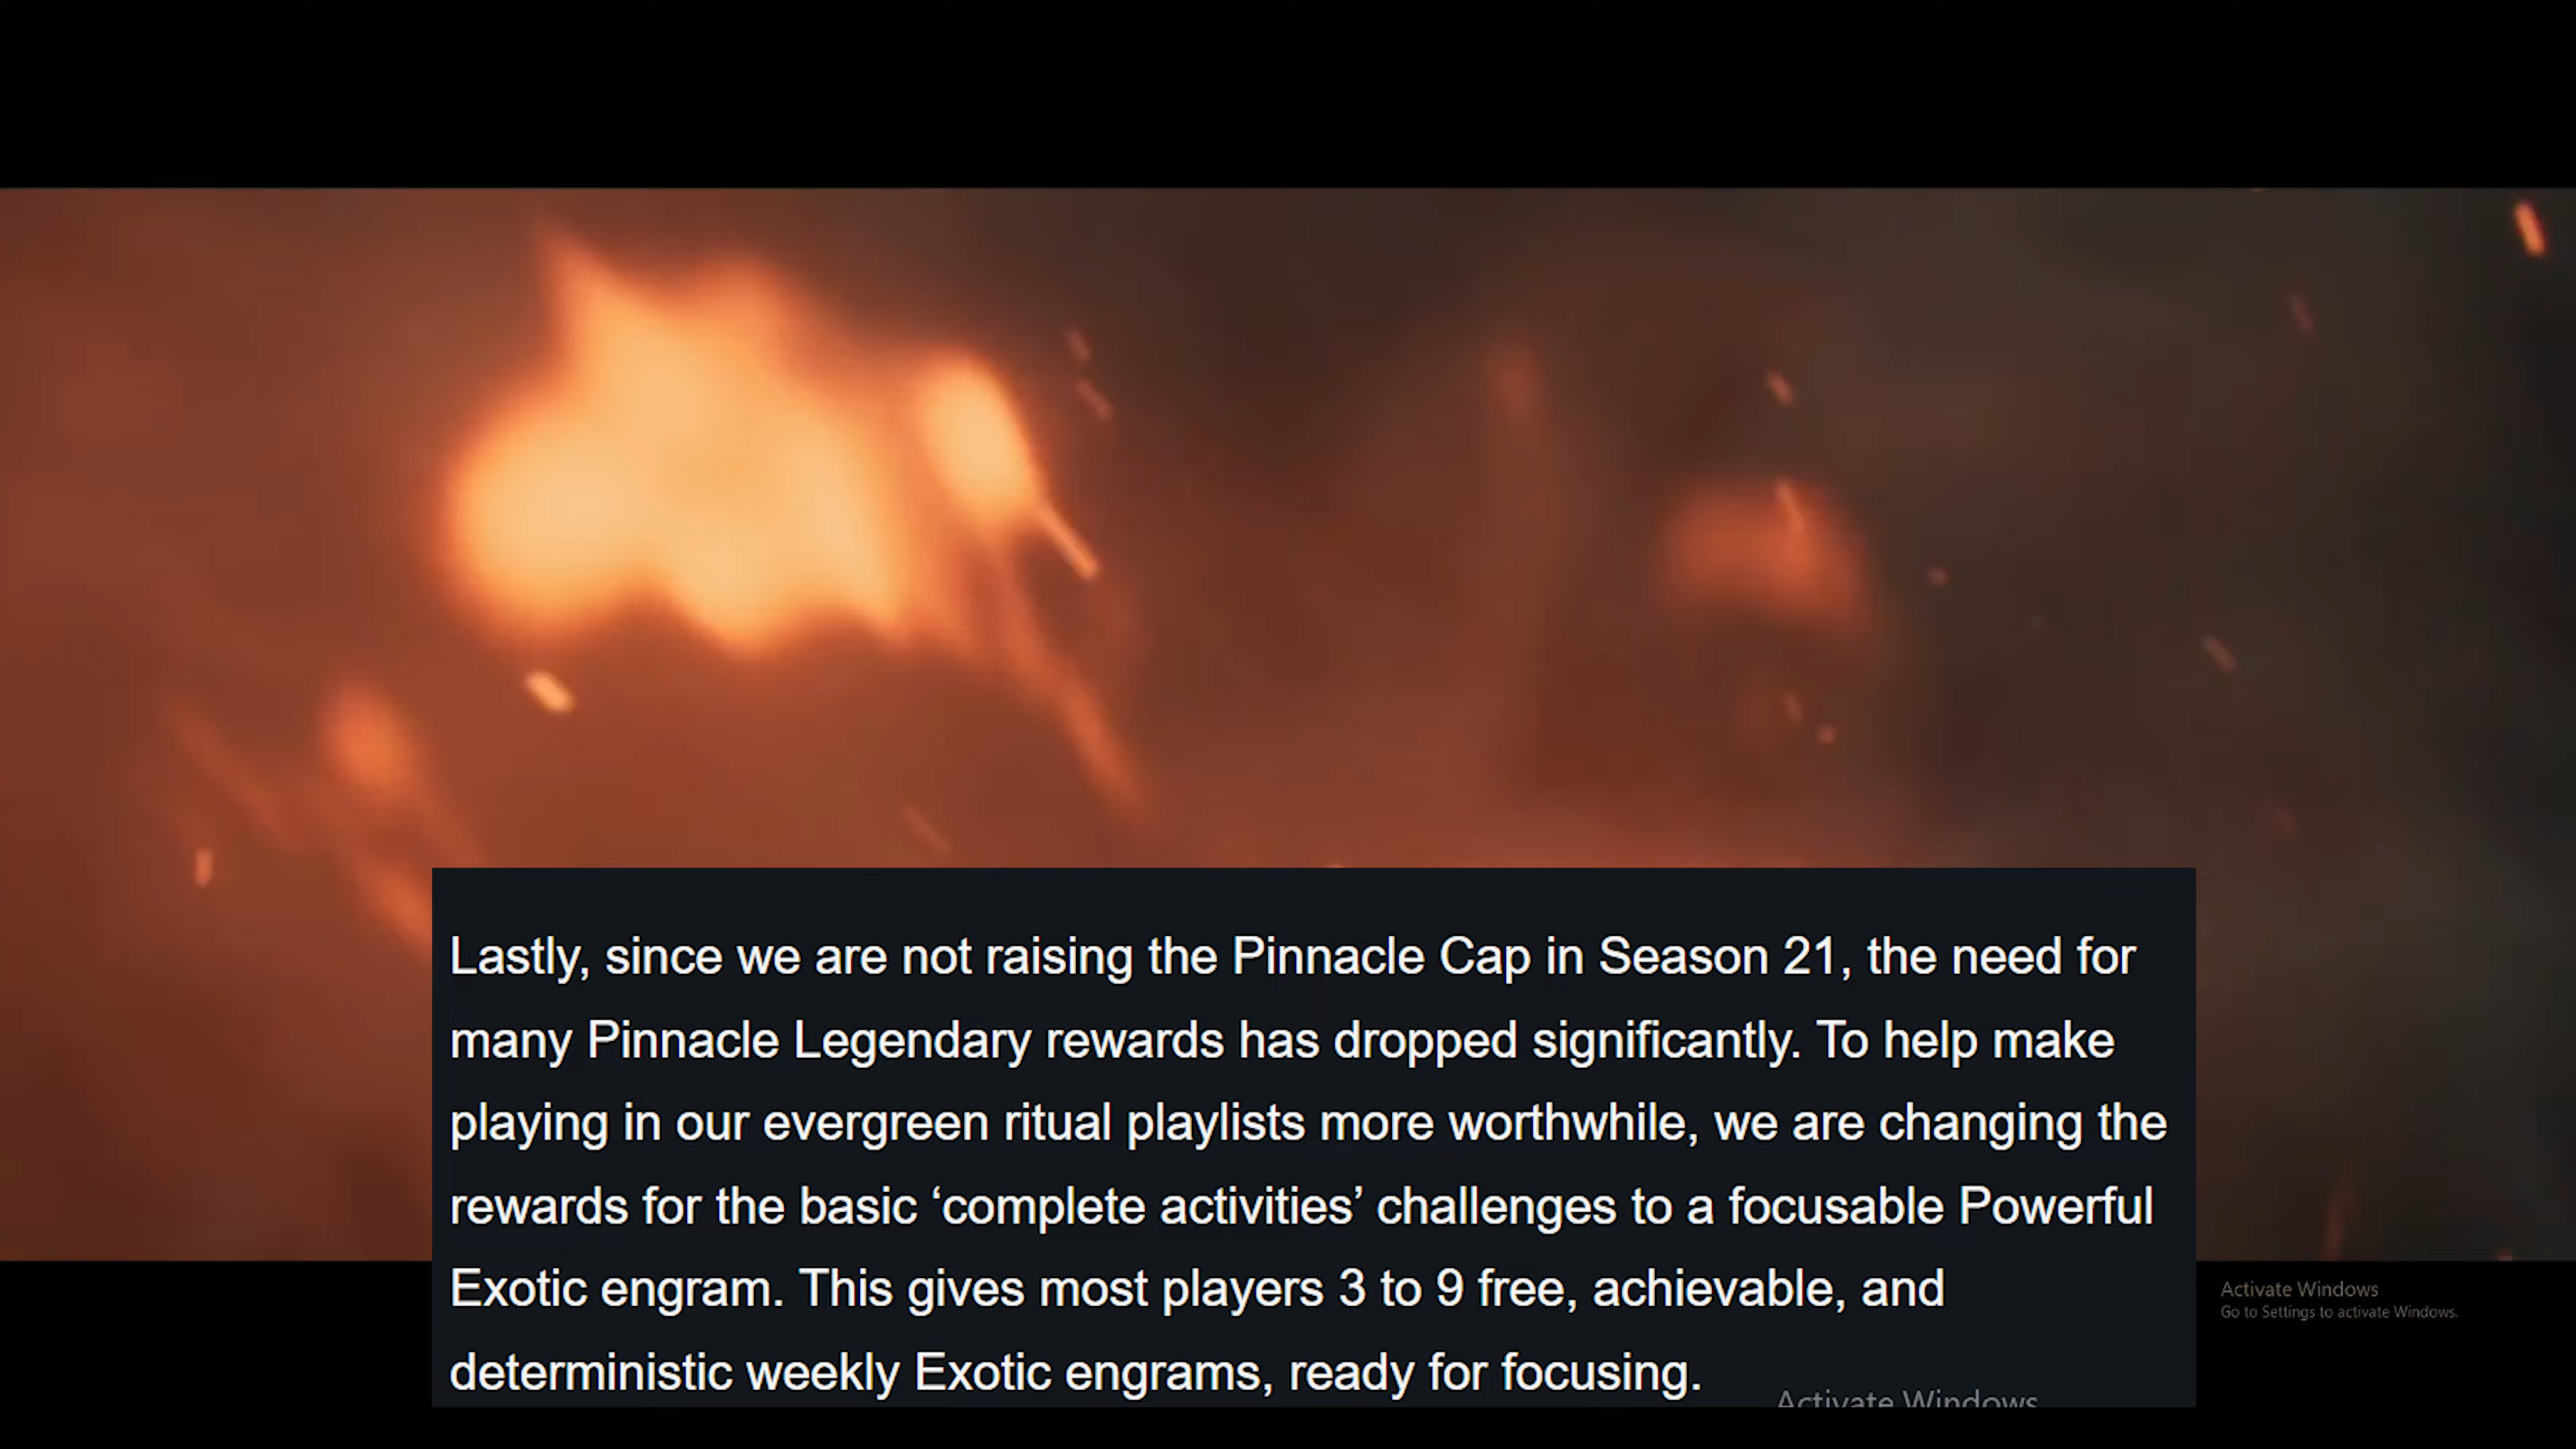 Lastly, since we are not raising the Pinnacle Cap in Season 21, the need for
many Pinnacle Legendary rewards has dropped significantly. To help make
playing in our evergreen ritual playlists more worthwhile, we are changing the
rewards for the basic ‘complete activities’ challenges to a focusable Powerful
Exotic engram. This gives most players 3 to 9 free, achievable, and
deterministic weekly Exotic engrams, ready for focusing.
Activate Windows
Go to Settings to activate Windows.
Activate Windows